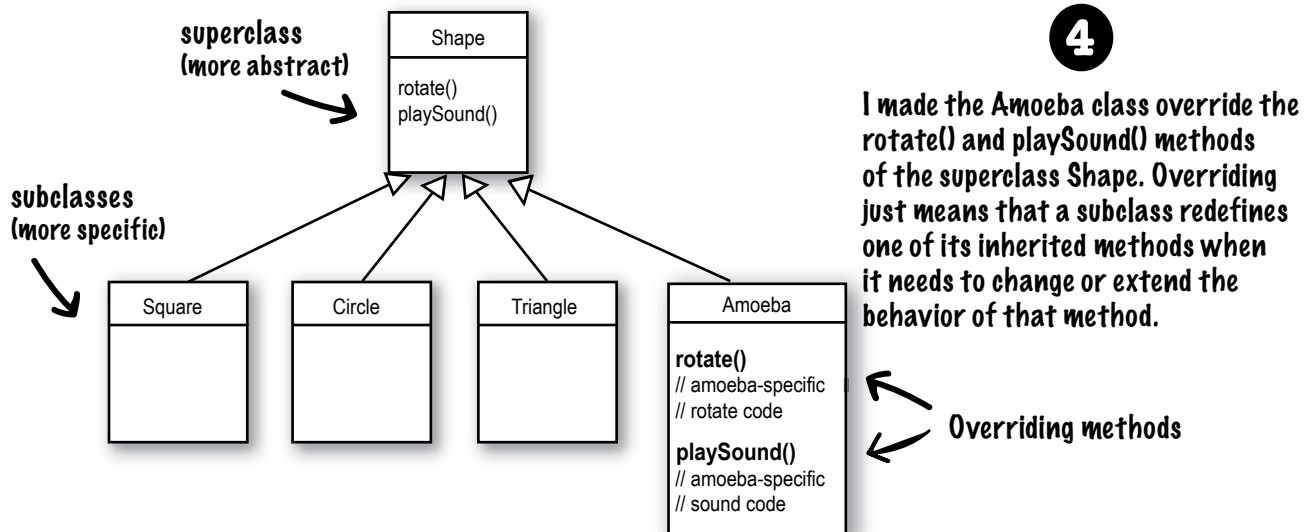 superclass
(more abstract)
Shape
rotate()
playSound()
4
I made the Amoeba class override the
rotate() and playSound() methods
of the superclass Shape. Overriding
just means that a subclass redefines
one of its inherited methods when
it needs to change or extend the
behavior of that method.
subclasses
(more specific)
Square
Circle
Triangle
Amoeba
rotate()
// amoeba-specific
// rotate code
playSound()
// amoeba-specific
// sound code
Overriding methods